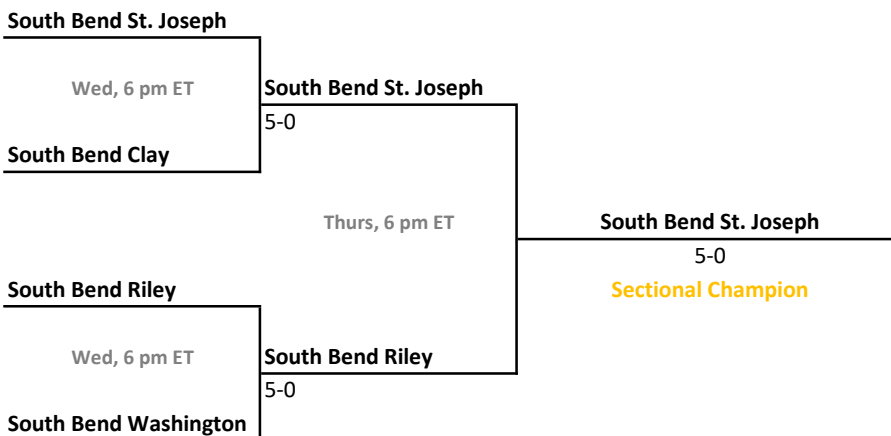 South Bend St. Joseph
Wed, 6 pm ET
South Bend St. Joseph
5-0
South Bend Clay
Thurs, 6 pm ET
South Bend St. Joseph
5-0
South Bend Riley
Sectional Champion
Wed, 6 pm ET
South Bend Riley
5-0
South Bend Washington